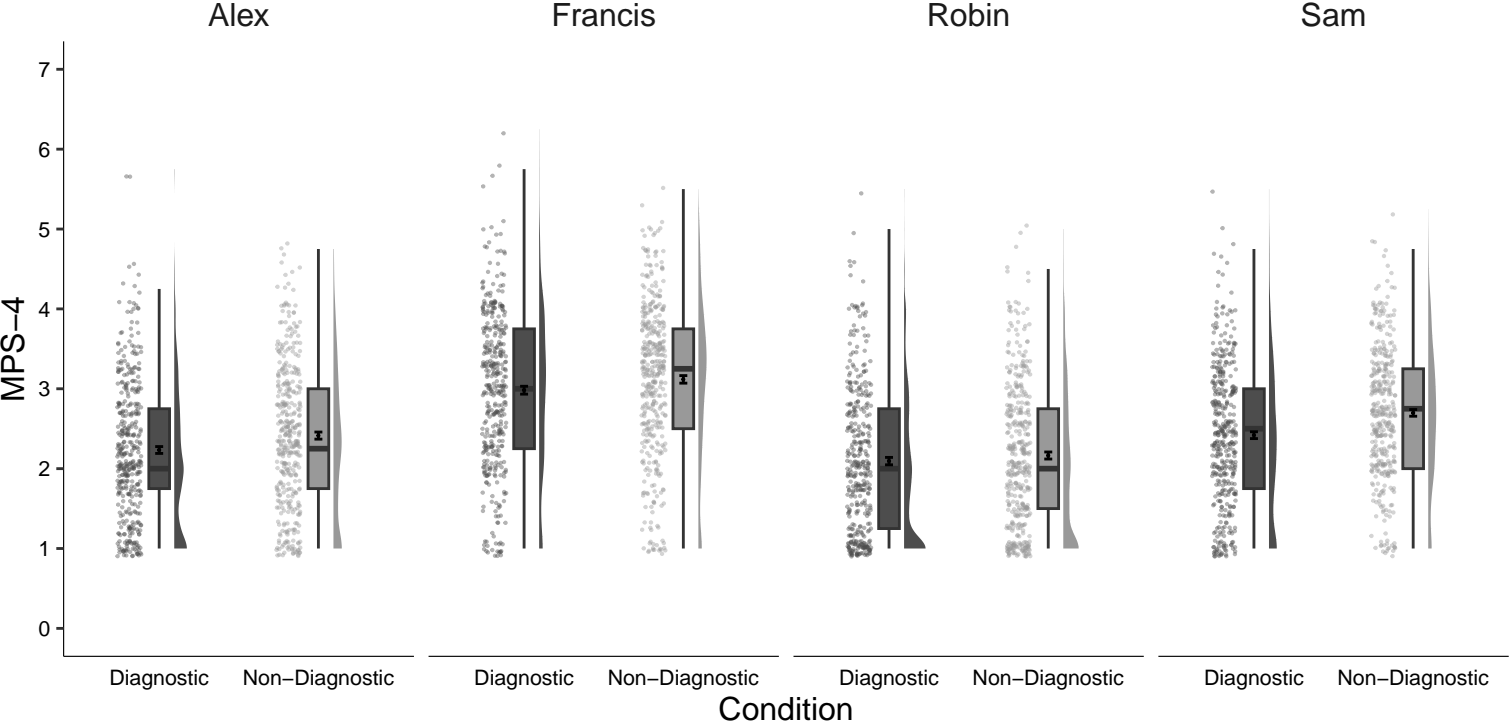 Alex Francis Robin Sam
7
6
5
4
3
2
1
0
MPS−4
Diagnostic Non−Diagnostic Diagnostic Non−Diagnostic Diagnostic Non−Diagnostic Diagnostic Non−Diagnostic
Condition